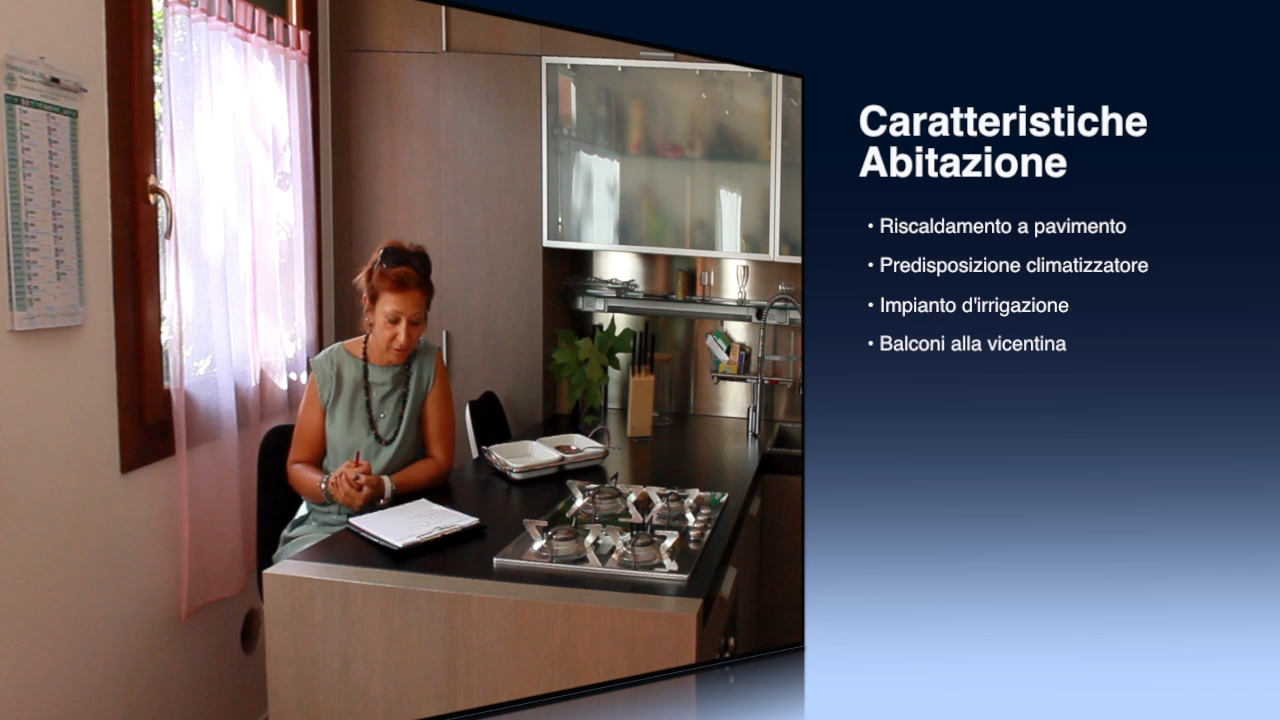 Caratteristiche
Abitazione
• Riscaldamento a pavimento
• Predisposizione climatizzatore
• Impianto d'irrigazione
• Balconi alla vicentina